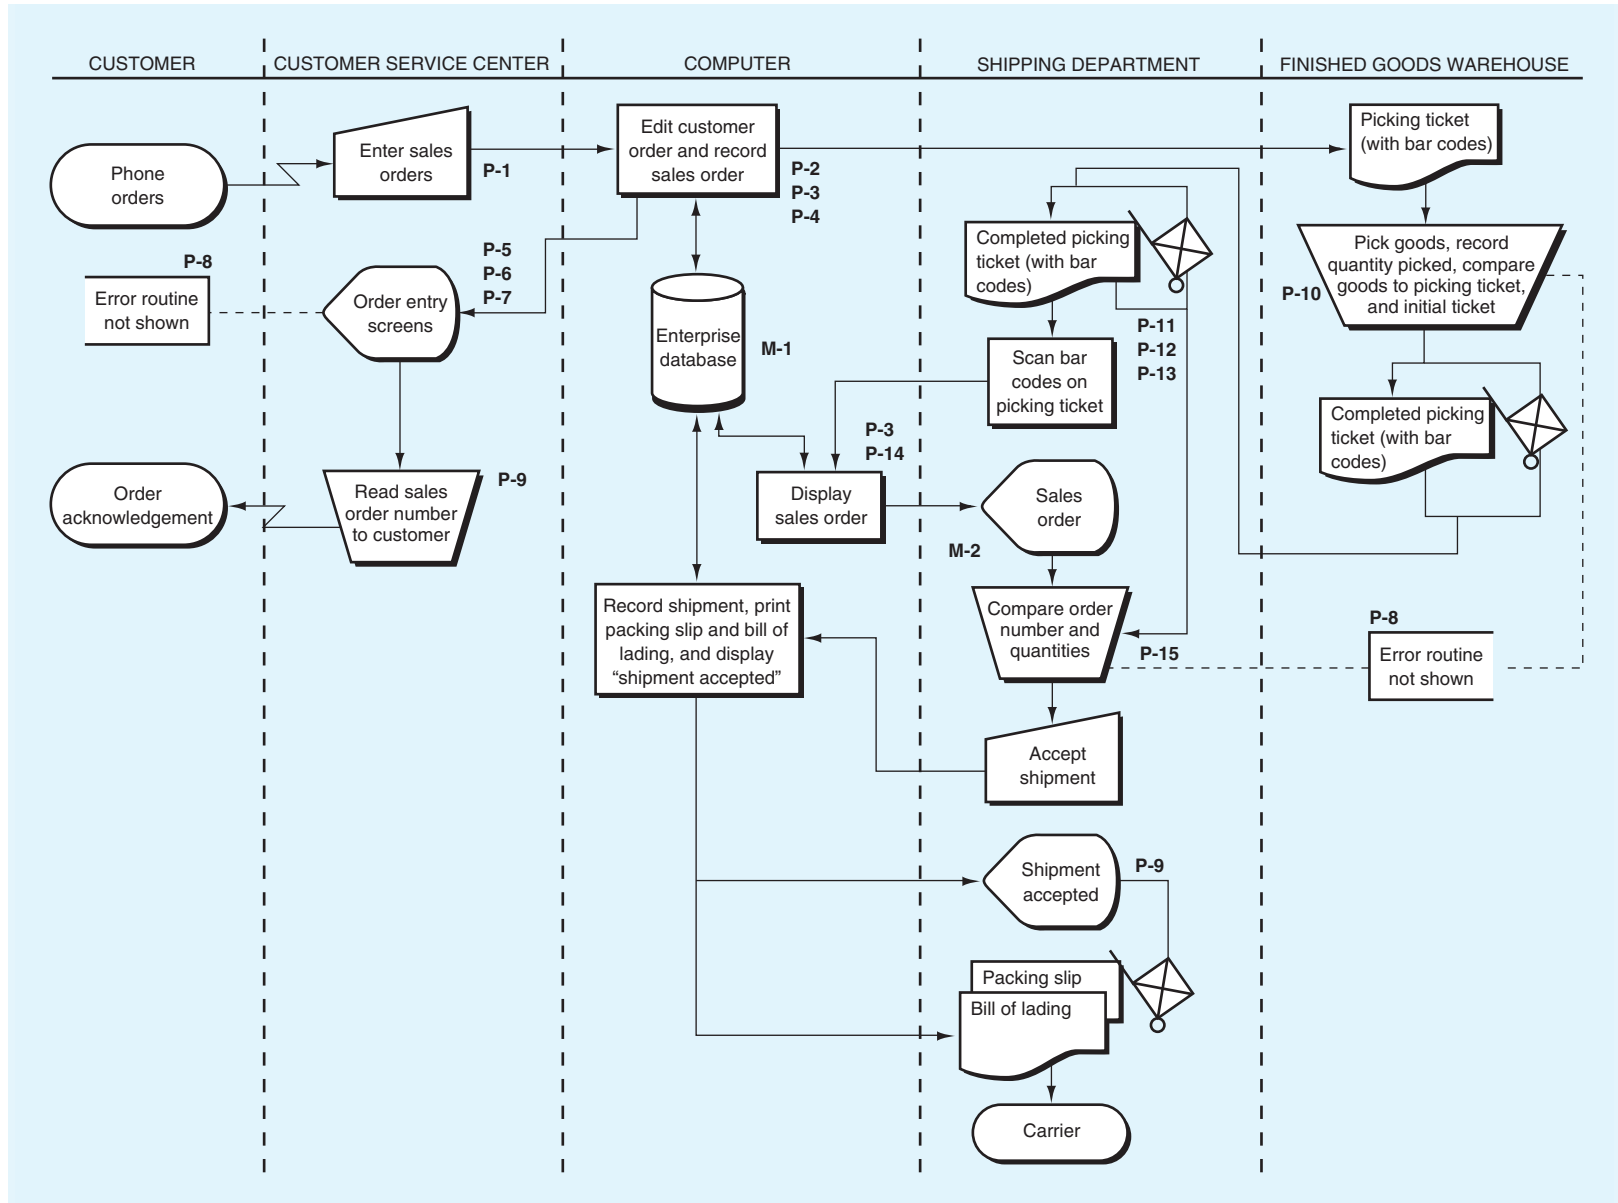 CUSTOMER
CUSTOMER SERVICE CENTER
COMPUTER
SHIPPING DEPARTMENT
FINISHED GOODS WAREHOUSE
Phone
orders
Enter sales
orders
P-1
Edit customer
order and record
sales order
P-2
P-3
P-4
Picking ticket
(with bar codes)
P-5
P-6
P-7
P-8
Error routine
not shown
Order entry
screens
Enterprise
database
M-1
Completed picking
ticket (with bar
codes)
P-11
P-12
P-13
Scan bar
codes on
picking ticket
Pick goods, record
quantity picked, compare
goods to picking ticket,
and initial ticket
P-10
Completed picking
ticket (with bar
codes)
P-3
P-14
Order
acknowledgement
Read sales
order number
to customer
P-9
Display
sales order
Sales
order
M-2
Record shipment, print
packing slip and bill of
lading, and display
“shipment accepted”
Compare order
number and
quantities
P-15
P-8
Error routine
not shown
Accept
shipment
Shipment
accepted
P-9
Packing slip
Bill of lading
Carrier